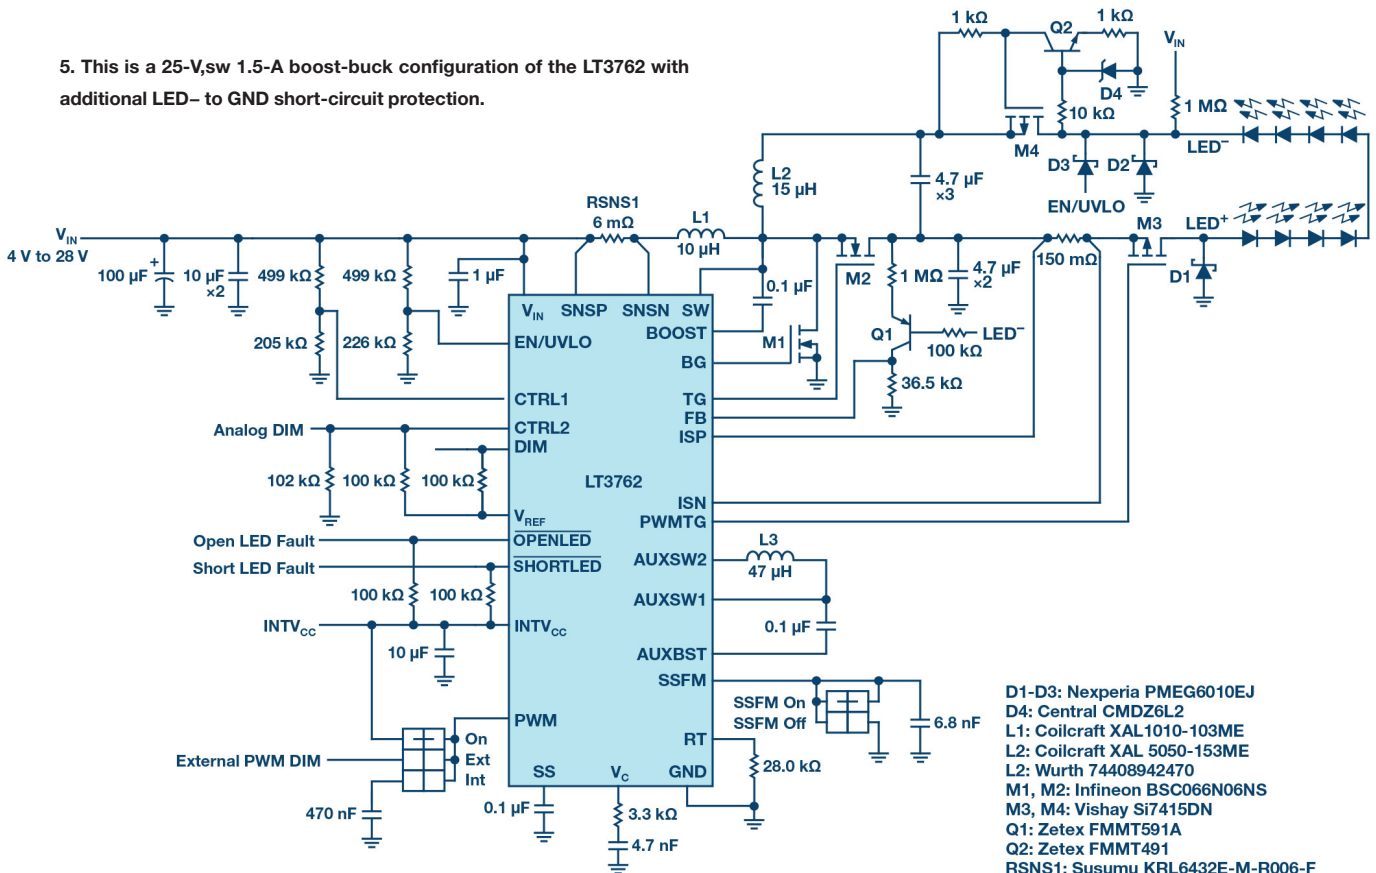 5. This is a 25-V,sw 1.5-A boost-buck configuration of the LT3762 with
additional LED– to GND short-circuit protection.
1 kΩ
Q2
1 kΩ
VIN
D4
10 kΩ
1 MΩ
M4
LED–
D3
D2
EN/UVLO
L2
15 µH
4.7 µF
×3
RSNS1
6 mΩ
L1
10 µH
VIN
4 V to 28 V
100 µF
+
10 µF
×2
499 kΩ
499 kΩ
1 µF
205 kΩ
226 kΩ
0.1 µF
M1
M2
1 MΩ
4.7 µF
×2
Q1
LED–
100 kΩ
36.5 kΩ
150 mΩ
M3
LED+
D1
VIN
SNSP
SNSN
SW
BOOST
EN/UVLO
BG
CTRL1
TG
FB
Analog DIM
CTRL2
ISP
DIM
102 kΩ
100 kΩ
100 kΩ
LT3762
ISN
VREF
PWMTG
Open LED Fault
OPENLED
Short LED Fault
SHORTLED
AUXSW2
L3
47 µH
100 kΩ
100 kΩ
AUXSW1
INTVCC
INTVCC
0.1 µF
10 µF
AUXBST
SSFM
SSFM On
SSFM Off
6.8 nF
PWM
On
Ext
Int
External PWM DIM
470 nF
RT
28.0 kΩ
SS
VC
GND
0.1 µF
3.3 kΩ
4.7 nF
D1-D3: Nexperia PMEG6010EJ
D4: Central CMDZ6L2
L1: Coilcraft XAL1010-103ME
L2: Coilcraft XAL 5050-153ME
L2: Wurth 74408942470
M1, M2: Infineon BSC066N06NS
M3, M4: Vishay Si7415DN
Q1: Zetex FMMT591A
Q2: Zetex FMMT491
RSNS1: Susumu KRL6432E-M-R006-F